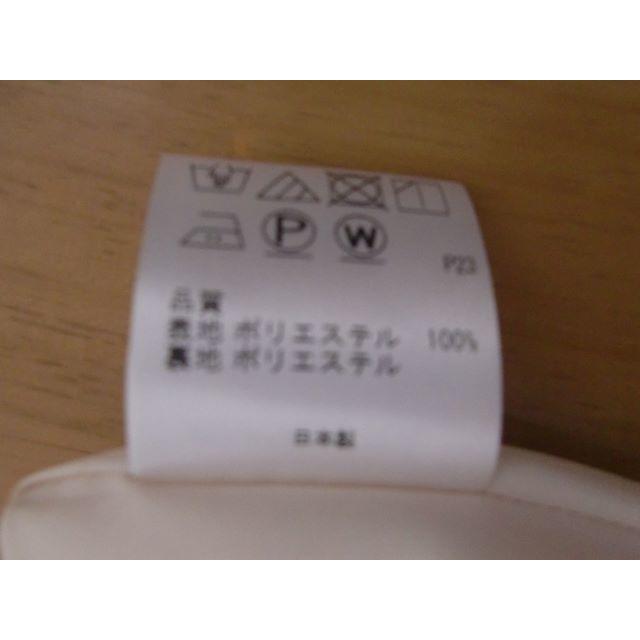 P W
P23
品質
表地 ポリエステル 100%
裏地 ポリエステル
日本製